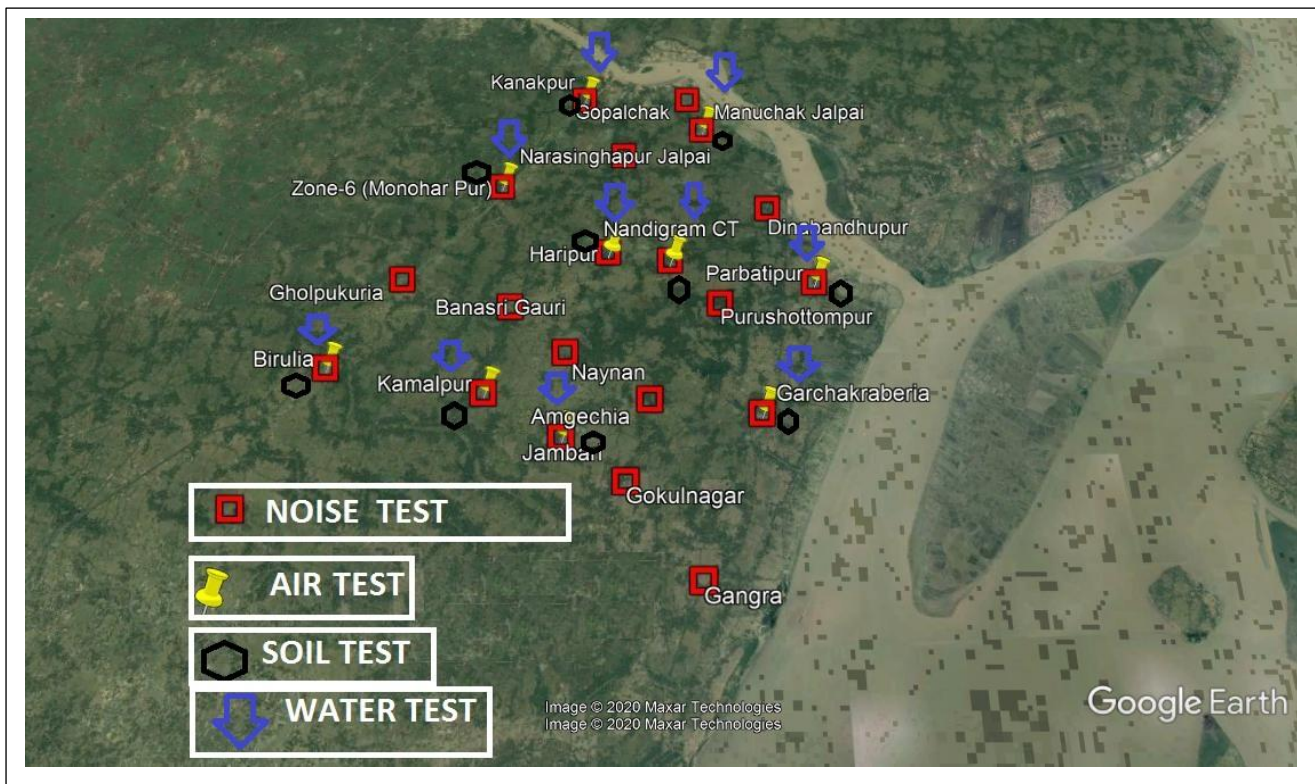 Kanakpur
Gopalchak
Manuchak Jalpai
Narasinghapur Jalpai
Zone-6 (Monohar Pur)
Dinabandhupur
Nandigram CT
Haripur
Parbatipur
Gholpukuria
Banasri Gauri
Purushottompur
Birulia
Kamalpur
Naynan
Garchakraberia
Amgechia
Jambari
Gokulnagar
Gangra
NOISE TEST
AIR TEST
SOIL TEST
WATER TEST
Image © 2020 Maxar Technologies
Image © 2020 Maxar Technologies
Google Earth